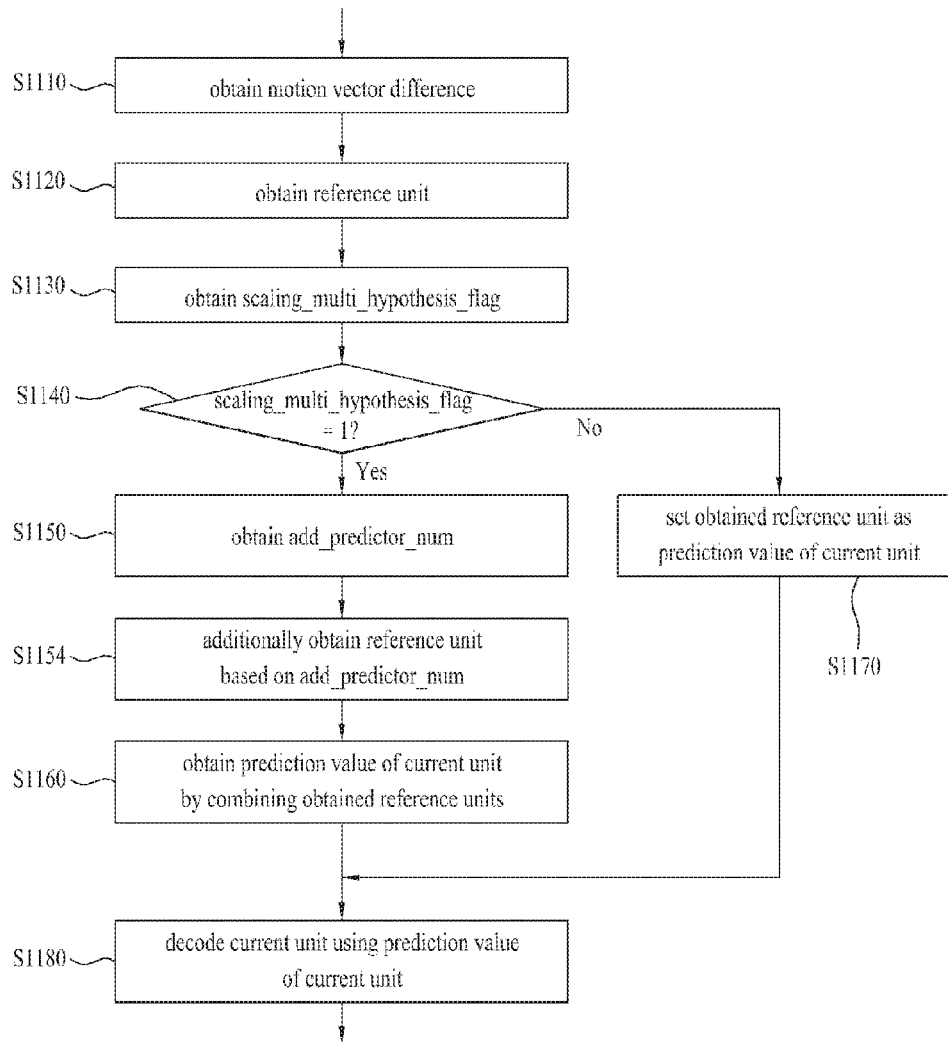 S1110
obtain motion vector difference
S1120
obtain reference unit
S1130
obtain scaling_multi_hypothesis_flag
S1140
scaling_multi_hypothesis_flag
= 1?
No
Yes
S1150
obtain add_predictor_num
set obtained reference unit as
prediction value of current unit
S1170
S1154
additionally obtain reference unit
based on add_predictor_num
S1160
obtain prediction value of current unit
by combining obtained reference units
S1180
decode current unit using prediction value
of current unit